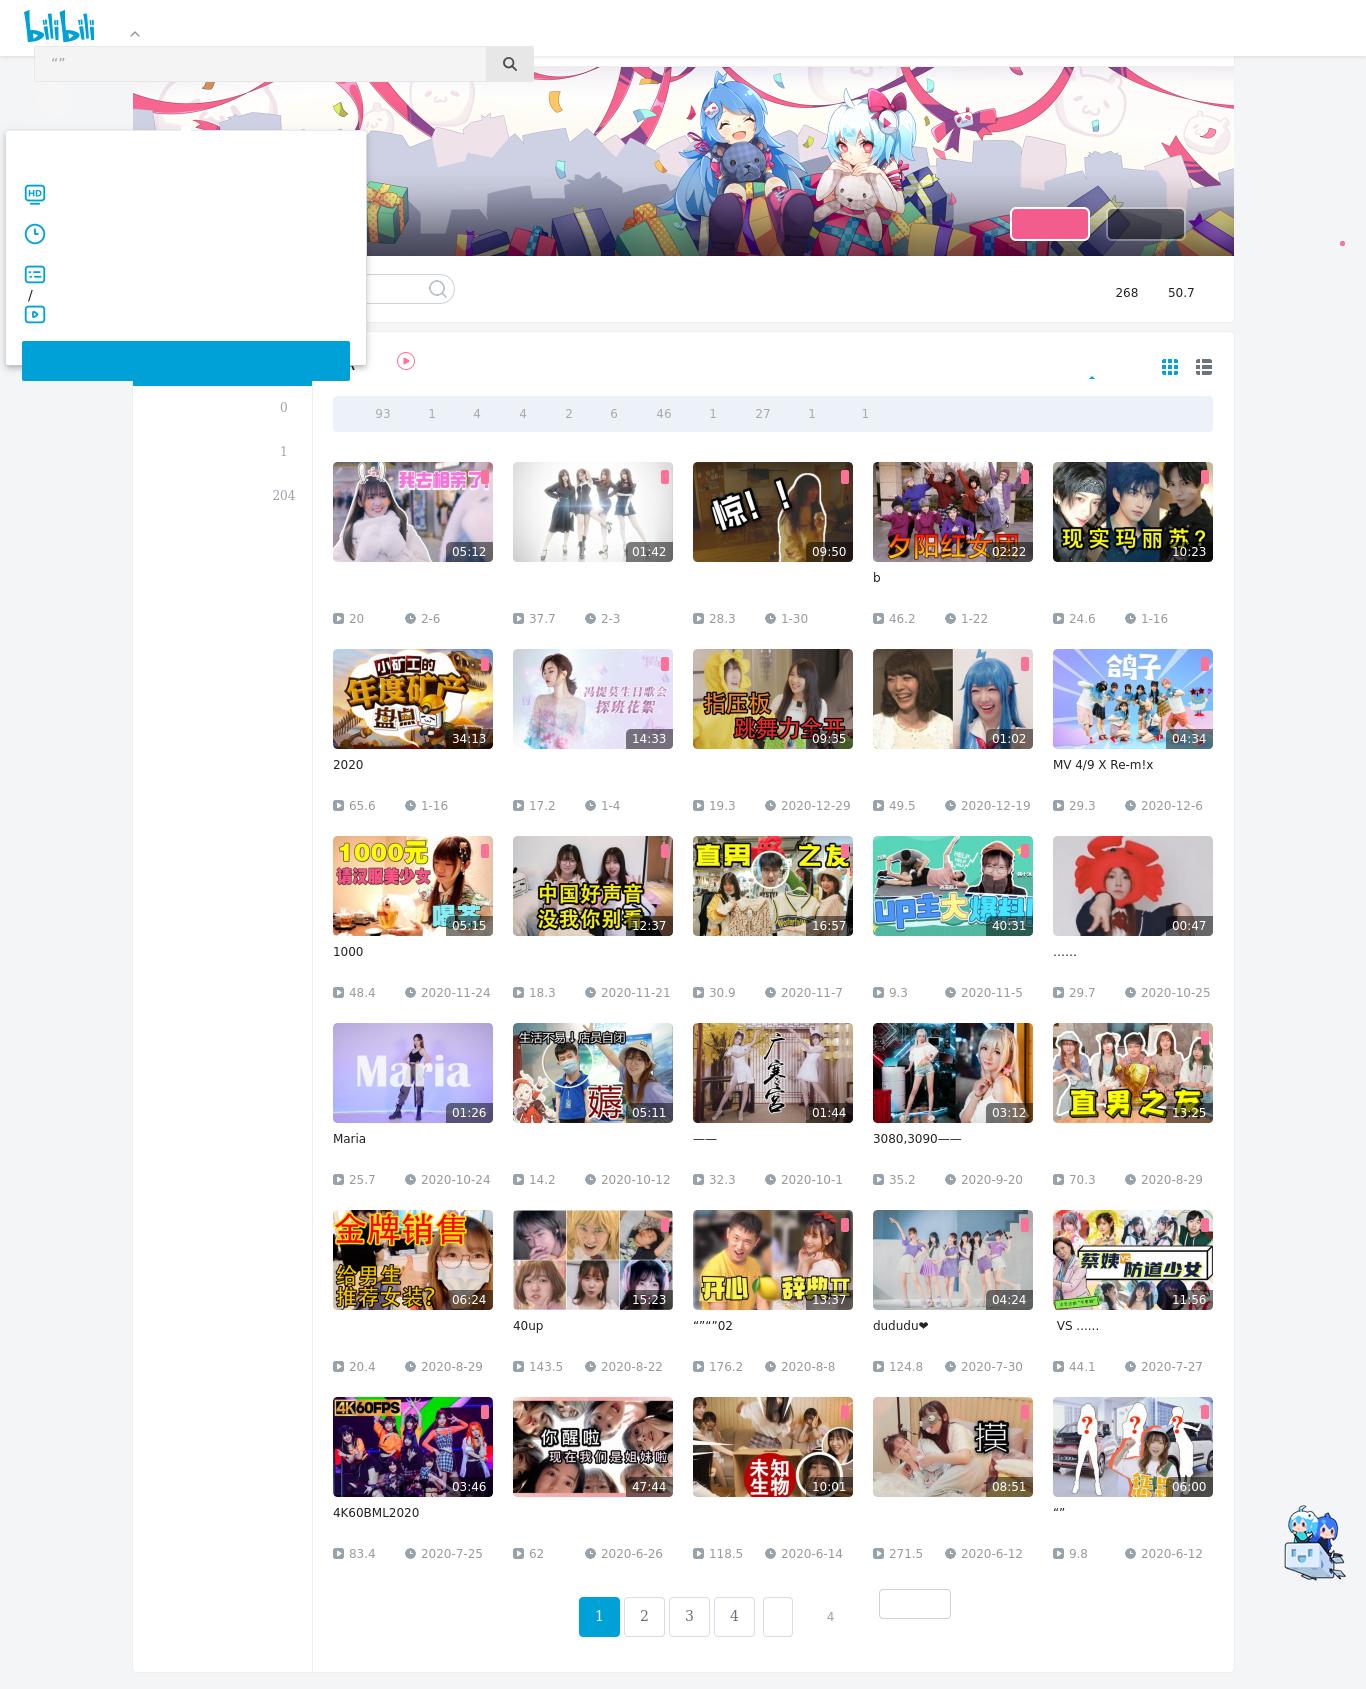 bilibili
“”
HD
/
268
50.7
0
1
204
93 1 4 4 2 6 46 1 27 1 1
我去相亲了
05:12
01:42
惊！！
09:50
夕阳红女团
02:22
现实玛丽苏?
10:23
b
20 2-6
37.7 2-3
28.3 1-30
46.2 1-22
24.6 1-16
小矿工的
年度矿产
盘点
34:13
冯提莫生日歌会
探班花絮
14:33
指压板
跳舞力全开
09:35
01:02
鸽子
04:34
2020
MV 4/9 X Re-m!x
65.6 1-16
17.2 1-4
19.3 2020-12-29
49.5 2020-12-19
29.3 2020-12-6
1000元
请汉服美少女
喝茶
05:15
中国好声音
没我你别看
12:37
直男之友
16:57
HELP
up主大爆料
40:31
00:47
1000
......
48.4 2020-11-24
18.3 2020-11-21
30.9 2020-11-7
9.3 2020-11-5
29.7 2020-10-25
Maria
01:26
生活不易↓店员自闭
薅
05:11
广寒宫
01:44
03:12
直男之友
13:25
Maria
——
3080,3090——
25.7 2020-10-24
14.2 2020-10-12
32.3 2020-10-1
35.2 2020-9-20
70.3 2020-8-29
金牌销售
给男生
推荐女装?
06:24
15:23
开心 辞典II
13:37
04:24
蔡姨
VS
防道少女
11:56
40up
“”“”02
dududu❤
VS ......
20.4 2020-8-29
143.5 2020-8-22
176.2 2020-8-8
124.8 2020-7-30
44.1 2020-7-27
4K60FPS
03:46
你醒啦
现在我们是姐妹啦
47:44
未知
生物
10:01
摸
08:51
? ? ?
06:00
4K60BML2020
“”
83.4 2020-7-25
62 2020-6-26
118.5 2020-6-14
271.5 2020-6-12
9.8 2020-6-12
1 2 3 4
4